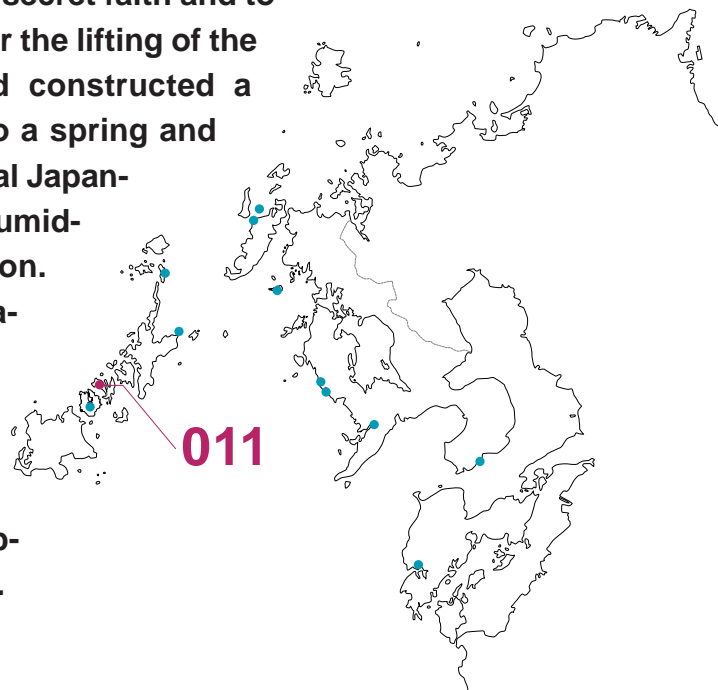 secret faith and to
r the lifting of the
d constructed a
o a spring and
al Japan-
umid-
on.
a-
011
o-
.